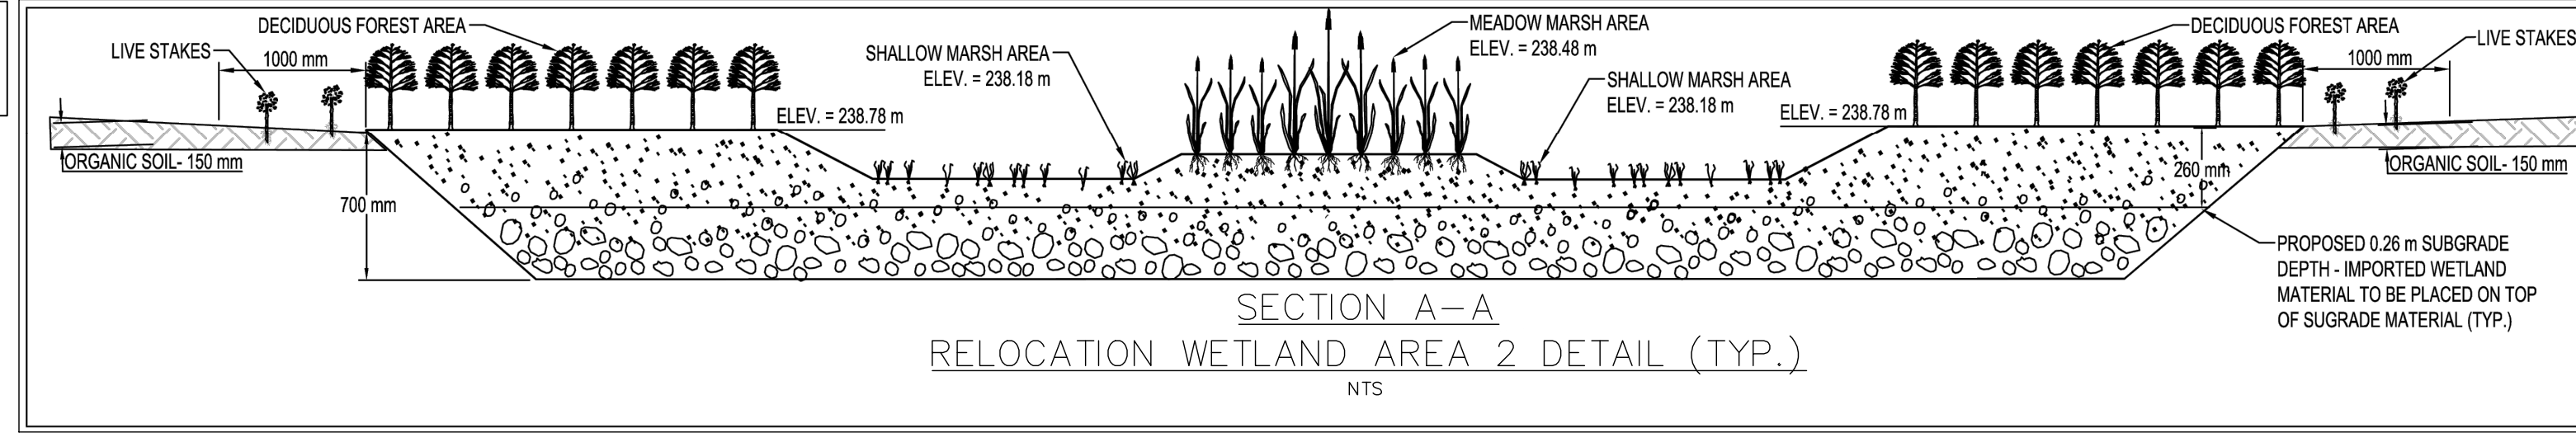 DECIDUOUS FOREST AREA
LIVE STAKES
1000 mm
ORGANIC SOIL- 150 mm
700 mm
ELEV. = 238.78 m
SHALLOW MARSH AREA
ELEV. = 238.18 m
MEADOW MARSH AREA
ELEV. = 238.48 m
SHALLOW MARSH AREA
ELEV. = 238.18 m
ELEV. = 238.78 m
DECIDUOUS FOREST AREA
LIVE STAKES
1000 mm
260 mm
ORGANIC SOIL- 150 mm
PROPOSED 0.26 m SUBGRADE
DEPTH - IMPORTED WETLAND
MATERIAL TO BE PLACED ON TOP
OF SUGRADE MATERIAL (TYP.)
SECTION A-A
RELOCATION WETLAND AREA 2 DETAIL (TYP.)
NTS